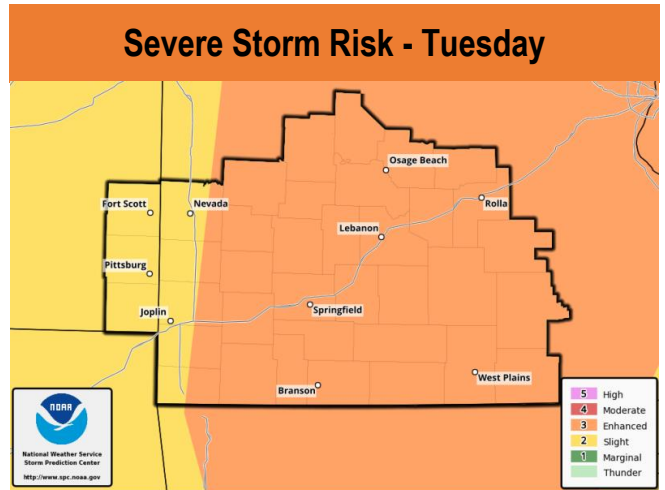 Severe Storm Risk - Tuesday
Osage Beach
Fort Scott
Nevada
Rolla
Lebanon
Pittsburg
Springfield
Joplin
West Plains
Branson
NOAA
National Weather Service
Storm Prediction Center
http://www.spc.noaa.gov
5 High
4 Moderate
3 Enhanced
2 Slight
1 Marginal
Thunder